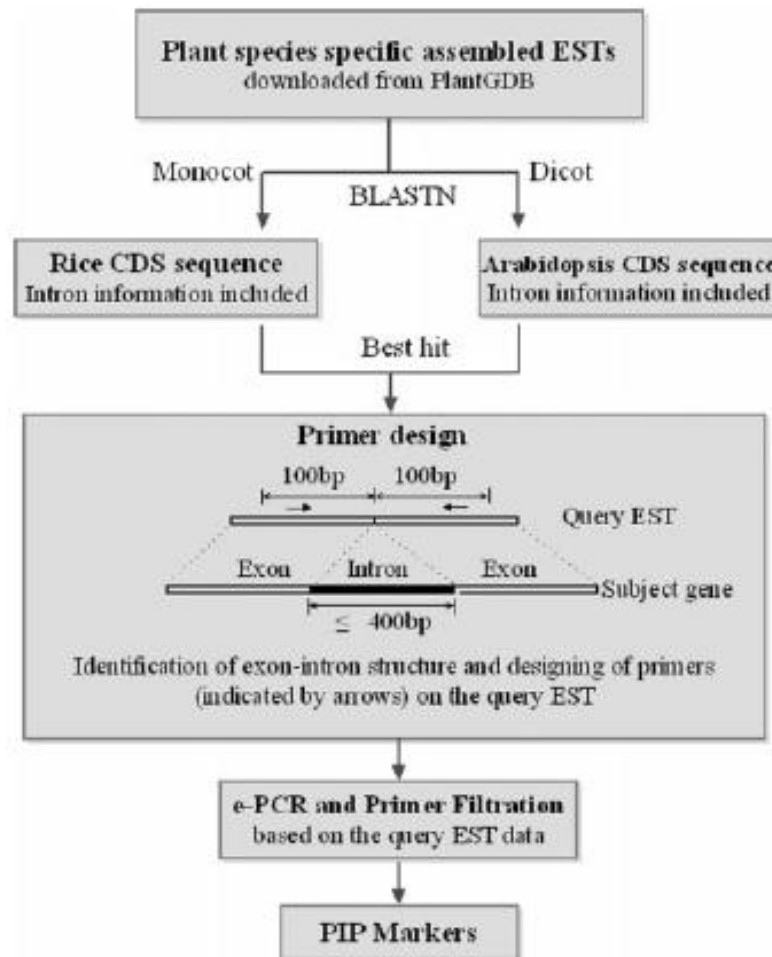 Plant species specific assembled ESTs
downloaded from PlantGDB
Monocot
Dicot
BLASTN
Rice CDS sequence
Intron information included
Arabidopsis CDS sequence
Intron information included
Best hit
Primer design
100bp
100bp
Query EST
Exon
Intron
Exon
Subject gene
≤ 400bp
Identification of exon-intron structure and designing of primers
(indicated by arrows) on the query EST
e-PCR and Primer Filtration
based on the query EST data
PIP Markers